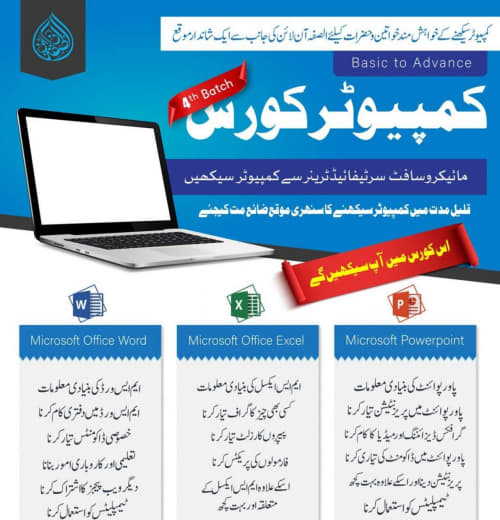 کمپیوٹر سیکھنے کے خواہش مند خواتین و حضرات کیلئے الصفہ آن لائن کی جانب سے ایک شاندار موقع
Basic to Advance
4th Batch
کمپیوٹر کورس
مائیکروسافٹ سرٹیفائیڈ ٹرینر سے کمپیوٹر سیکھیں
قلیل مدت میں کمپیوٹر سیکھنے کا سنھری موقع ضائع مت کیجئے
اس کورس میں آپ سیکھیں گے
Microsoft Office Word
ایم ایس ورڈ کی بنیادی معلومات
ایم ایس ورڈ میں دفتری کام کرنا
خصوصی ڈاکومنٹس تیار کرنا
تعلیمی اور کاروباری امور بنانا
دیگر ویب پیجز کا اشتراک کرنا
ٹیمپلیٹس کو استعمال کرنا
Microsoft Office Excel
ایم ایس ایکسل کی بنیادی معلومات
کسی بھی چیز کا گراف تیار کرنا
پیپروں کا رزلٹ تیار کرنا
فارمولوں کی پریکٹس کرنا
اسکے علاوہ ایم ایس ایکسل کے
متعلقہ اور بہت کچھ
Microsoft Powerpoint
پاور پوائنٹ کی بنیادی معلومات
پاور پوائنٹ میں پریزنٹیشن تیار کرنا
گرافکس ڈیزائننگ اور میڈیا کا کام کرنا
پاور پوائنٹ میں ڈاکومنٹ کی تیاری کرنا
پریزنٹیشن دینا اور اسکے علاوہ بہت کچھ
ٹیمپلیٹس کو استعمال کرنا